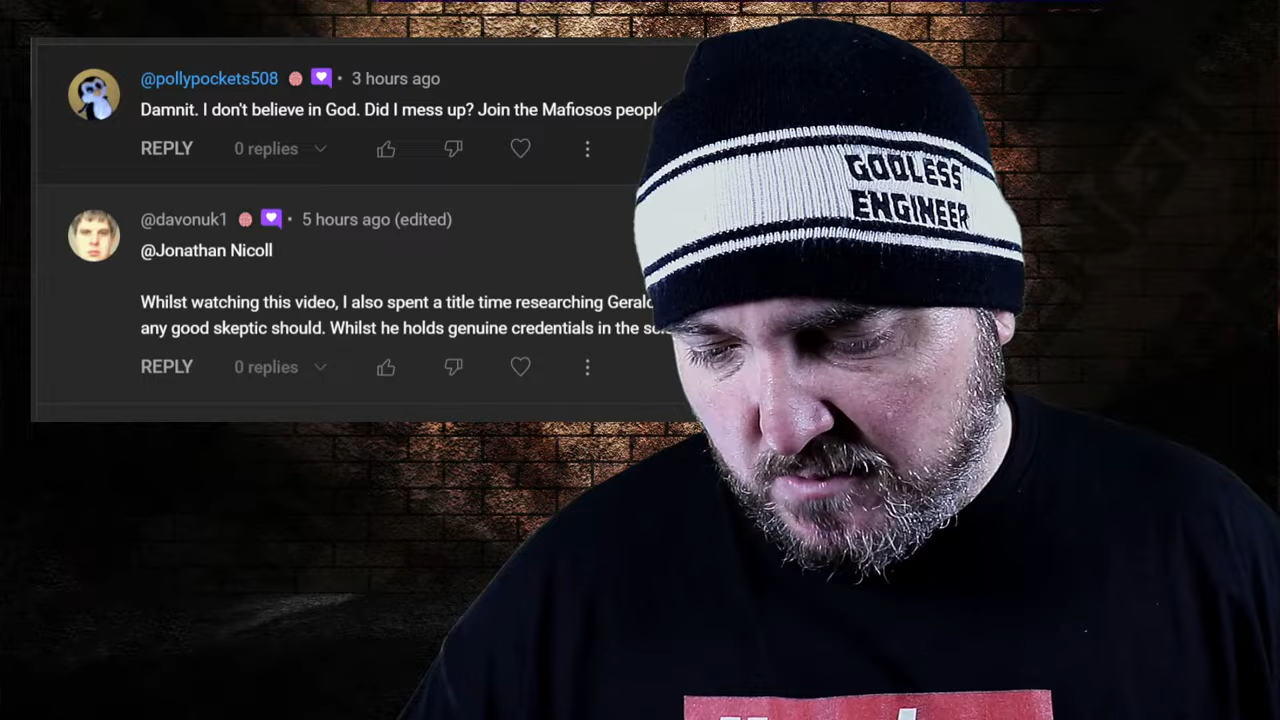 @pollypockets508 • 3 hours ago
Damnit. I don't believe in God. Did I mess up? Join the Mafiosos people
REPLY 0 replies
@davonuk1 • 5 hours ago (edited)
@Jonathan Nicoll
Whilst watching this video, I also spent a title time researching Gerald
any good skeptic should. Whilst he holds genuine credentials in the
REPLY 0 replies
GODLESS
ENGINEER